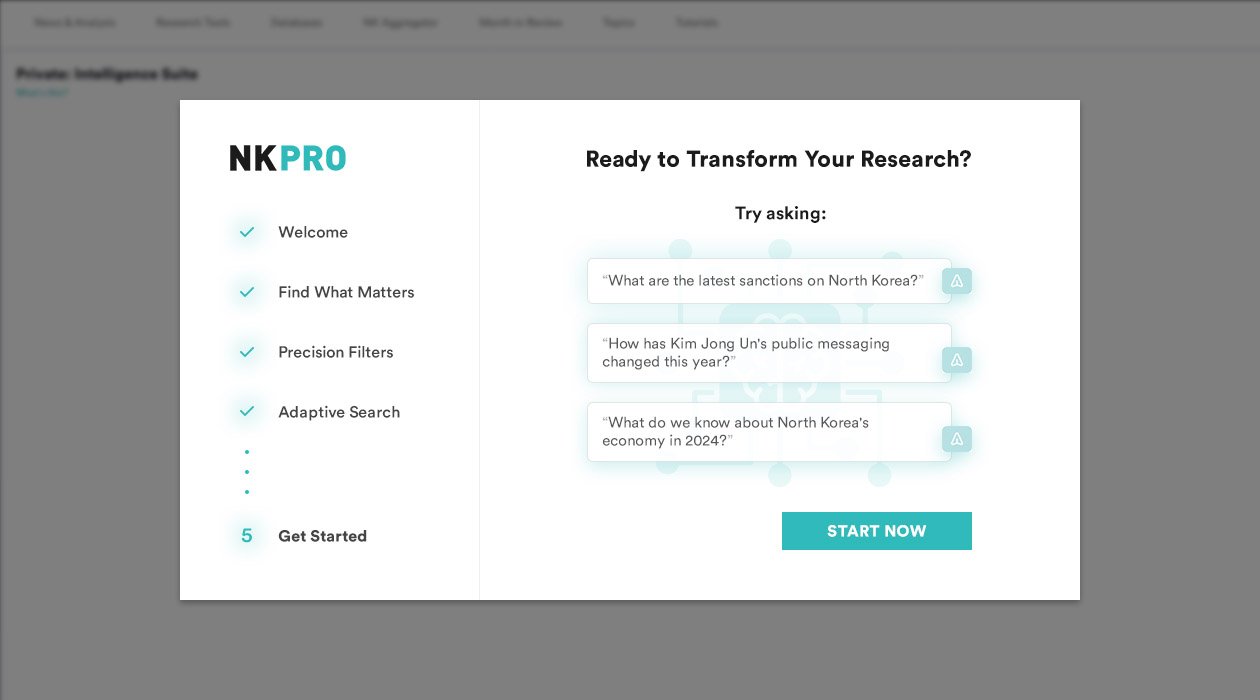 News & Analysis Research Tools Databases NK Aggregator Month in Review Topics Tutorials
Private: Intelligence Suite
What is this?
NKPRO
Welcome
Find What Matters
Precision Filters
Adaptive Search
5 Get Started
Ready to Transform Your Research?
Try asking:
“What are the latest sanctions on North Korea?”
“How has Kim Jong Un's public messaging
changed this year?”
“What do we know about North Korea's
economy in 2024?”
START NOW